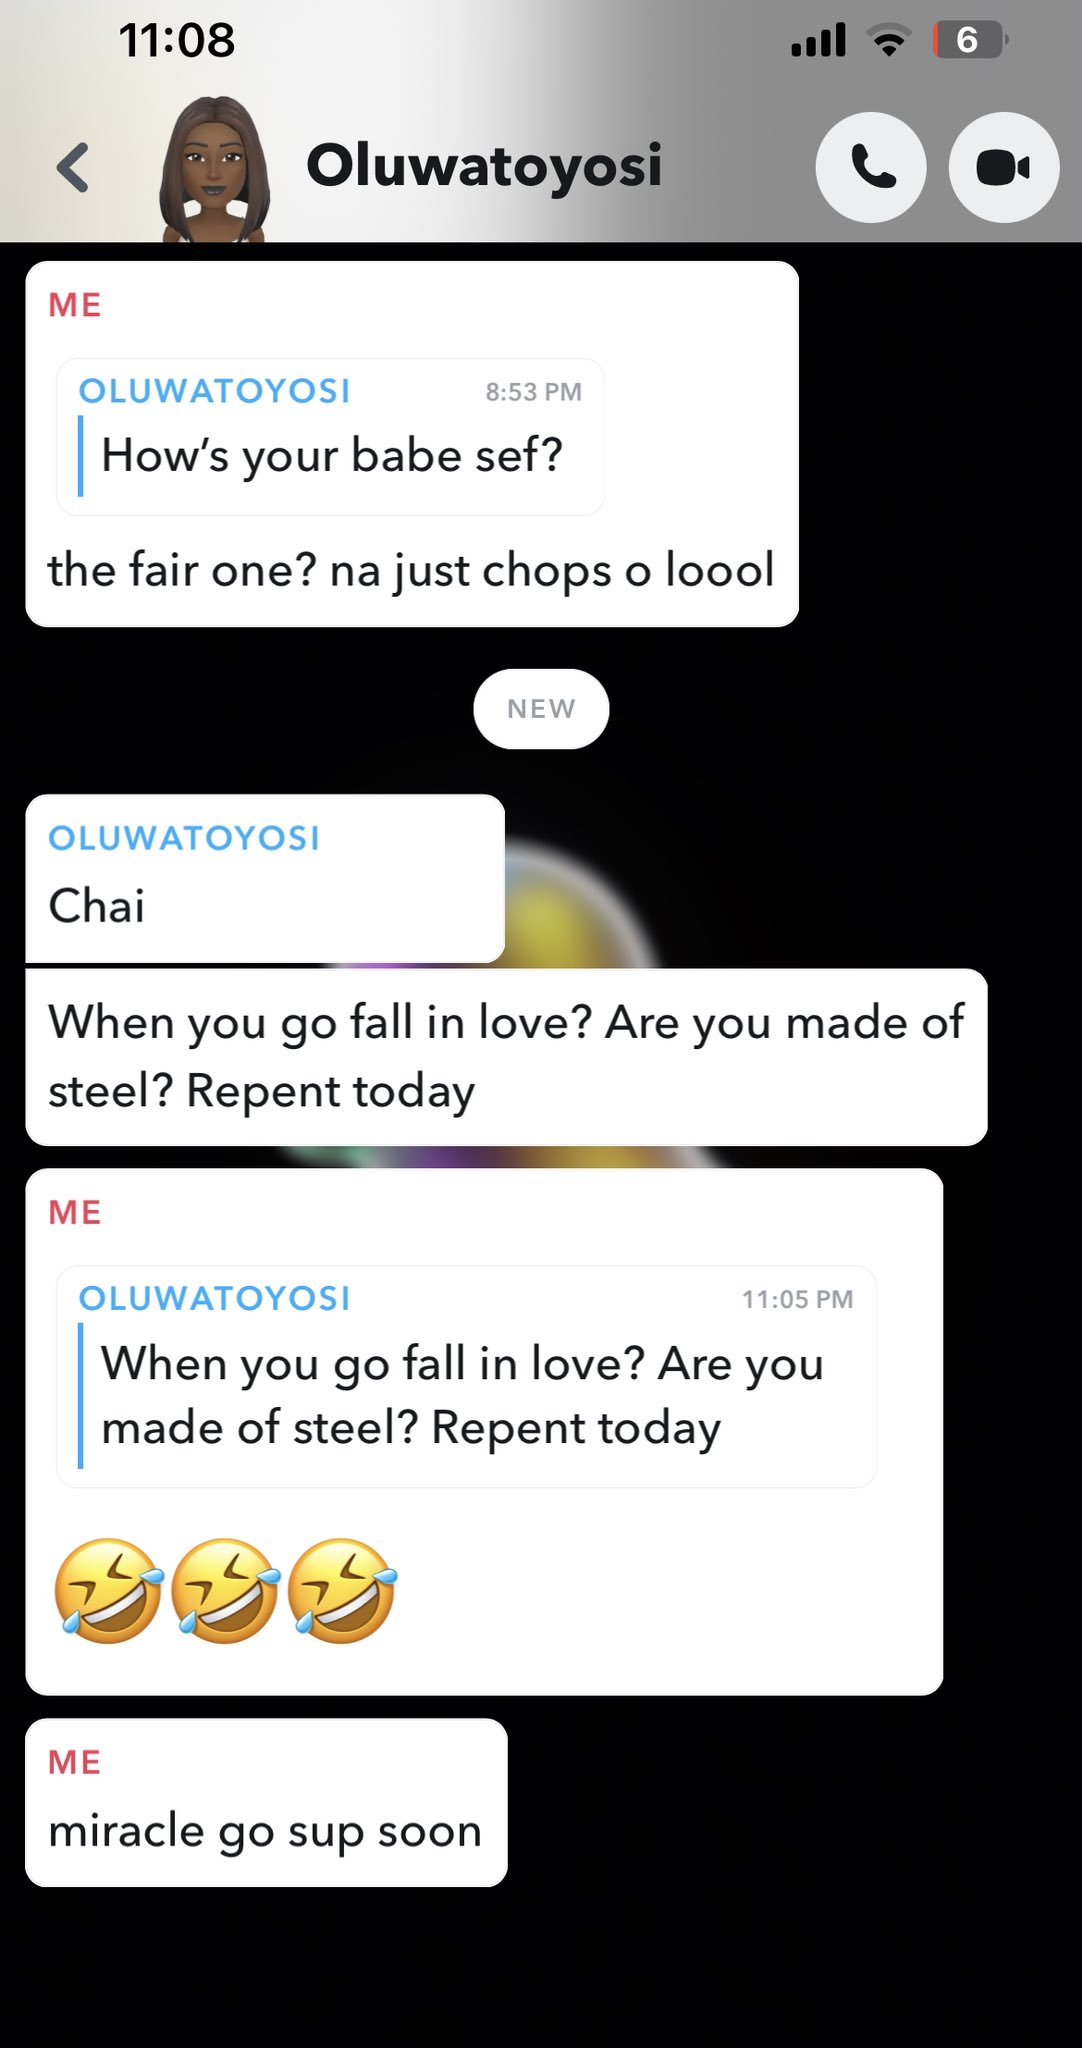 11:08
6
Oluwatoyosi
ME
OLUWATOYOSI 8:53 PM
How’s your babe sef?
the fair one? na just chops o loool
NEW
OLUWATOYOSI
Chai
When you go fall in love? Are you made of
steel? Repent today
ME
OLUWATOYOSI 11:05 PM
When you go fall in love? Are you
made of steel? Repent today
🤣🤣🤣
ME
miracle go sup soon